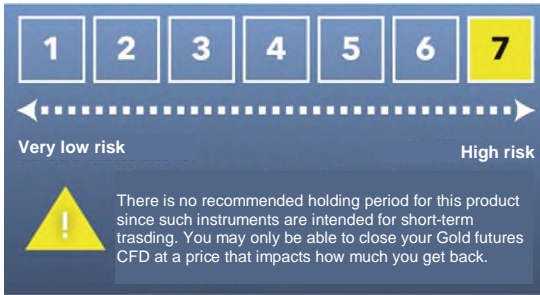 1 2 3 4 5 6 7
Very low risk
High risk
!
There is no recommended holding period for this product
since such instruments are intended for short-term
trasding. You may only be able to close your Gold futures
CFD at a price that impacts how much you get back.